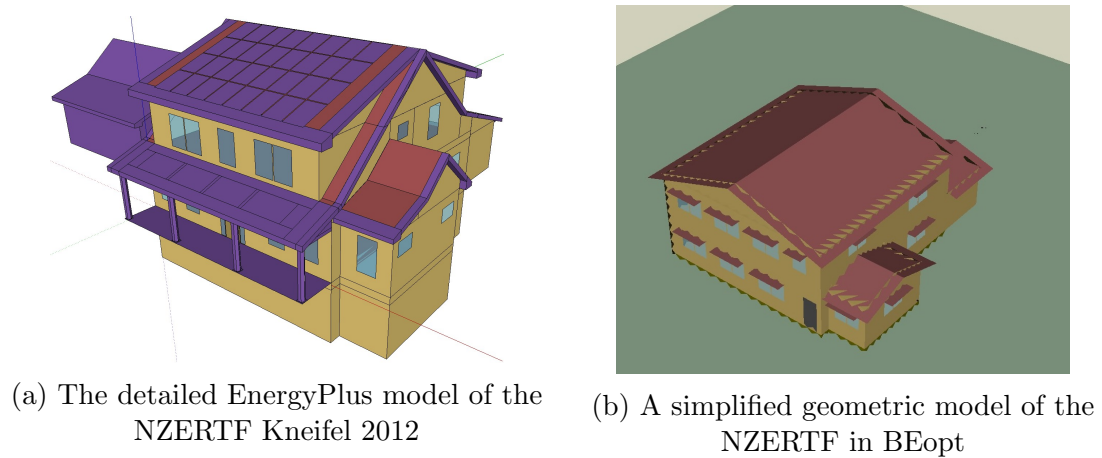 (a) The detailed EnergyPlus model of the
NZERTF Kneifel 2012
(b) A simplified geometric model of the
NZERTF in BEopt